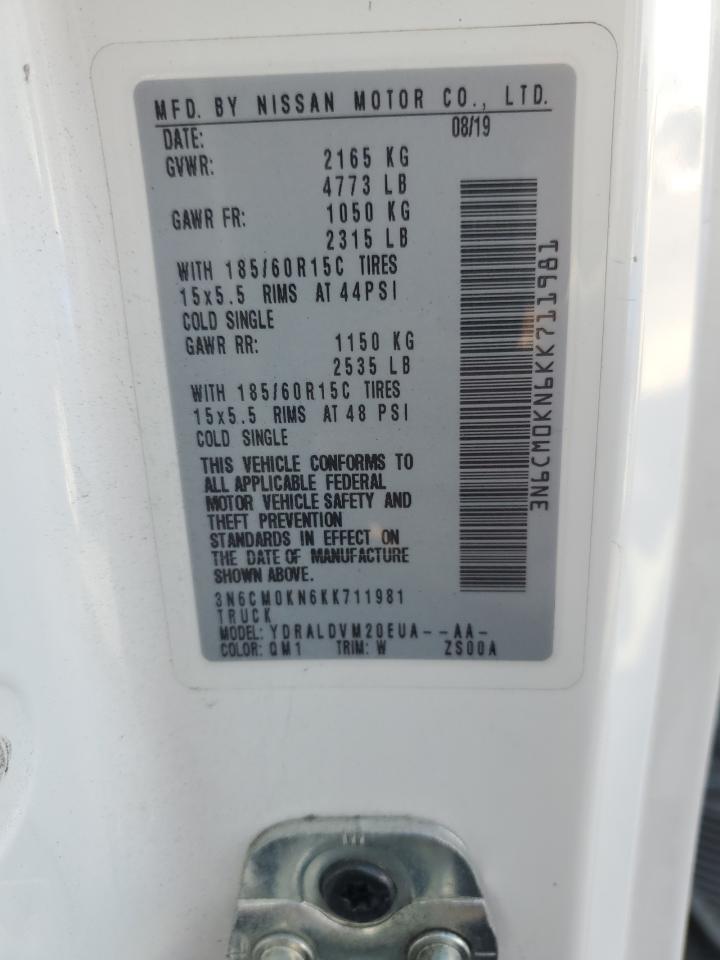 MFD. BY NISSAN MOTOR CO., LTD.
DATE: 08/19
GVWR: 2165 KG
4773 LB
GAWR FR: 1050 KG
2315 LB
WITH 185/60R15C TIRES
15x5.5 RIMS AT 44PSI
COLD SINGLE
GAWR RR: 1150 KG
2535 LB
WITH 185/60R15C TIRES
15x5.5 RIMS AT 48 PSI
COLD SINGLE
THIS VEHICLE CONFORMS TO
ALL APPLICABLE FEDERAL
MOTOR VEHICLE SAFETY AND
THEFT PREVENTION
STANDARDS IN EFFECT ON
THE DATE OF MANUFACTURE
SHOWN ABOVE.
3N6CM0KN6KK711981
TRUCK
MODEL: YDRALDVM20EUA--AA-
COLOR: QM1 TRIM: W ZS00A
3N6CM0KN6KK711981